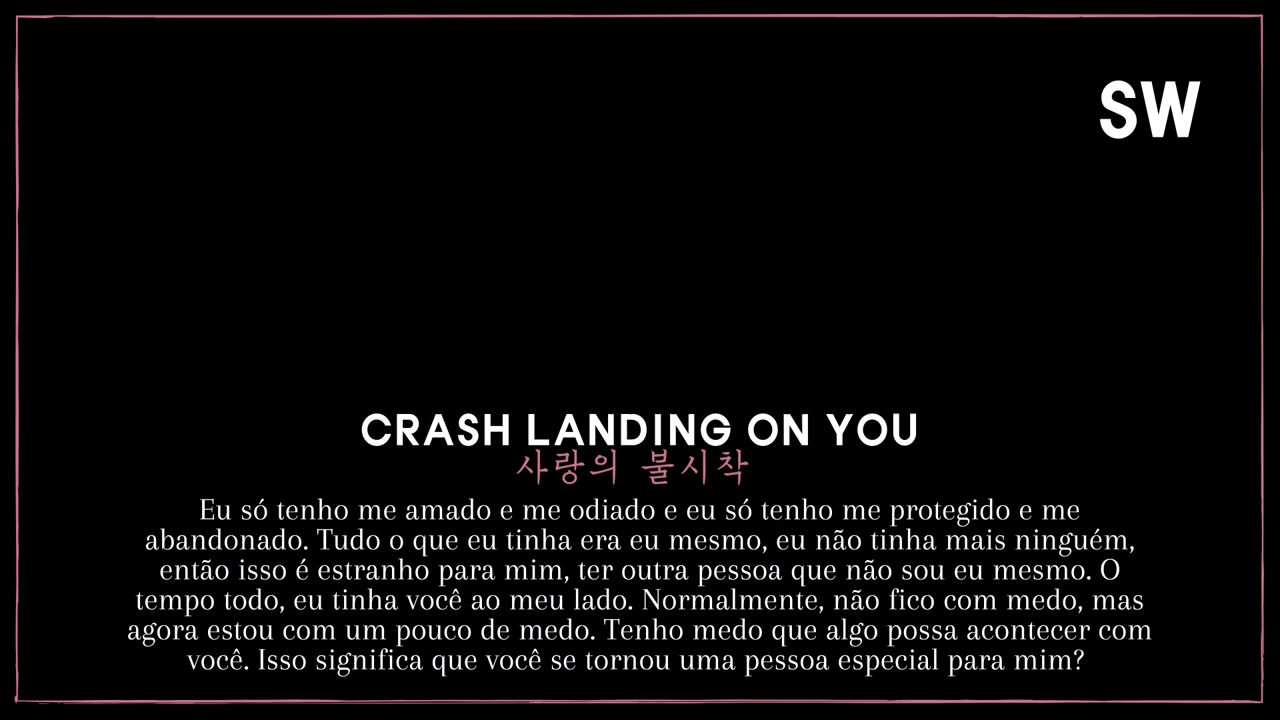 SW
CRASH LANDING ON YOU
사랑의 불시착
Eu só tenho me amado e me odiado e eu só tenho me protegido e me
abandonado. Tudo o que eu tinha era eu mesmo, eu não tinha mais ninguém,
então isso é estranho para mim, ter outra pessoa que não sou eu mesmo. O
tempo todo, eu tinha você ao meu lado. Normalmente, não fico com medo, mas
agora estou com um pouco de medo. Tenho medo que algo possa acontecer com
você. Isso significa que você se tornou uma pessoa especial para mim?